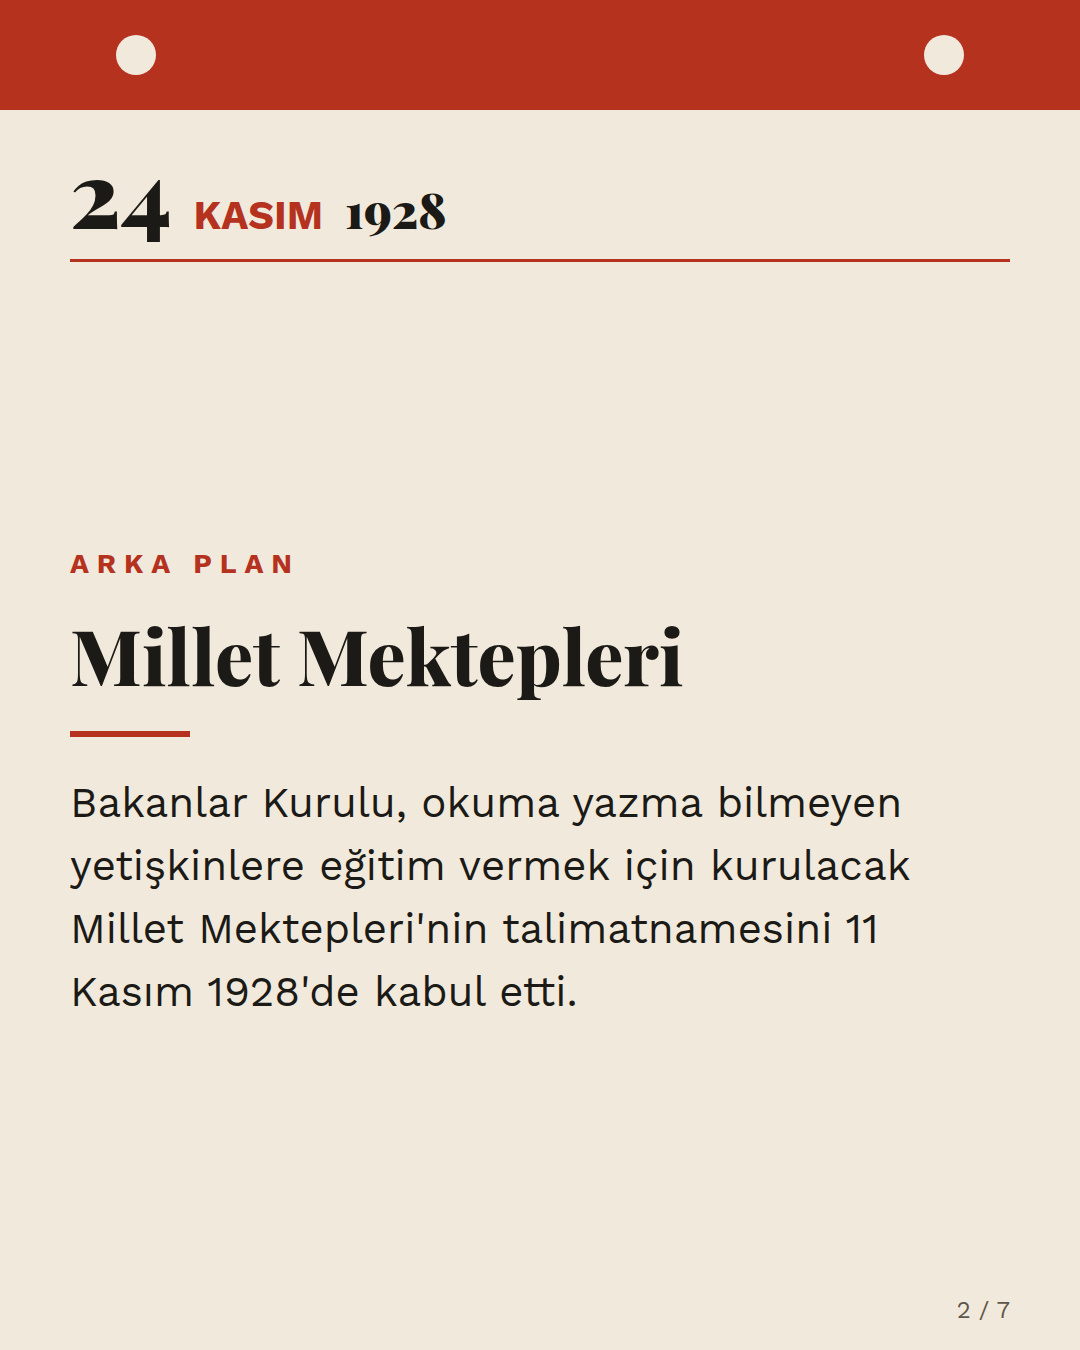 24 KASIM 1928
ARKA PLAN
Millet Mektepleri
Bakanlar Kurulu, okuma yazma bilmeyen
yetişkinlere eğitim vermek için kurulacak
Millet Mektepleri'nin talimatnamesini 11
Kasım 1928'de kabul etti.
2 / 7